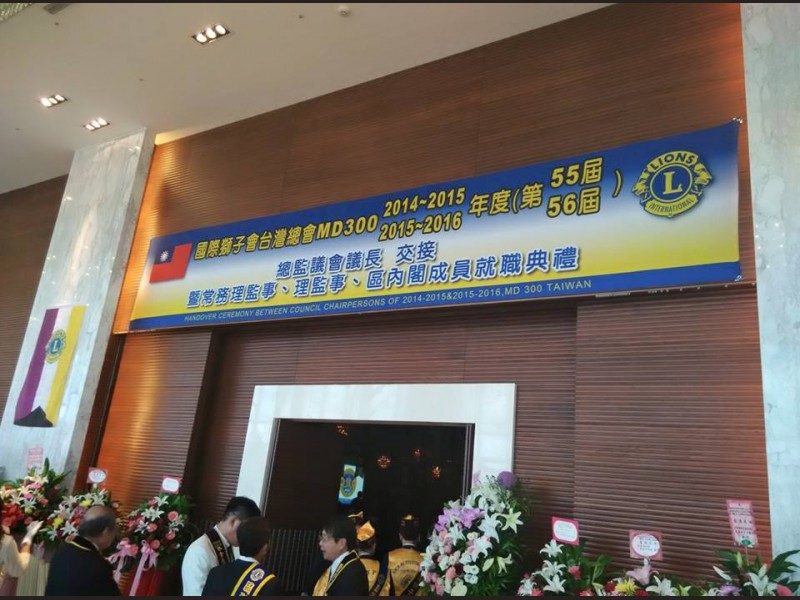 國際獅子會台灣總會MD300 2014~2015 年度(第 55屆 )
2015~2016 56屆
總監議會議長 交接
暨常務理監事、理監事、區內閣成員就職典禮
HANDOVER CEREMONY BETWEEN COUNCIL CHAIRPERSONS OF 2014-2015&2015-2016,MD 300 TAIWAN
LIONS
L
INTERNATIONAL